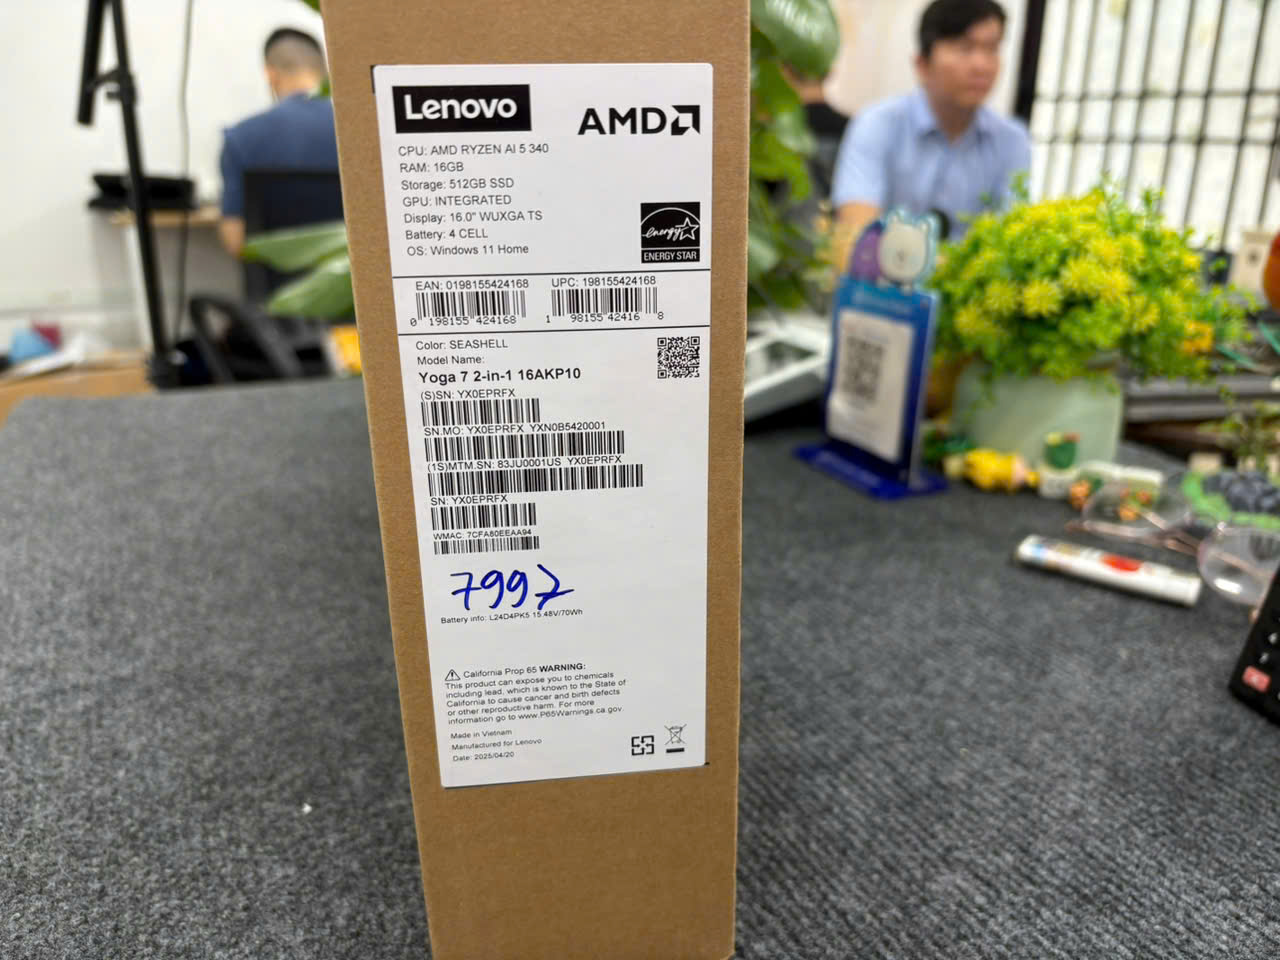 Lenovo
AMD
CPU: AMD RYZEN AI 5 340
RAM: 16GB
Storage: 512GB SSD
GPU: INTEGRATED
Display: 16.0" WUXGA TS
Battery: 4 CELL
OS: Windows 11 Home
energy
ENERGY STAR
EAN: 0198155424168
0 198155 424168
UPC: 198155424168
1 98155 42416 8
Color: SEASHELL
Model Name:
Yoga 7 2-in-1 16AKP10
(S)SN: YX0EPRFX
SN.MO: YX0EPRFX YXN0B5420001
(1S)MTM.SN: 83JU0001US YX0EPRFX
SN: YX0EPRFX
WMAC: 7CFA80EEAA94
7992
Battery info: L24D4PK5 15.48V/70Wh
California Prop 65 WARNING:
This product can expose you to chemicals
including lead, which is known to the State of
California to cause cancer and birth defects
or other reproductive harm. For more
information go to www.P65Warnings.ca.gov
Made in Vietnam
Manufactured for Lenovo
Date: 2025/04/20